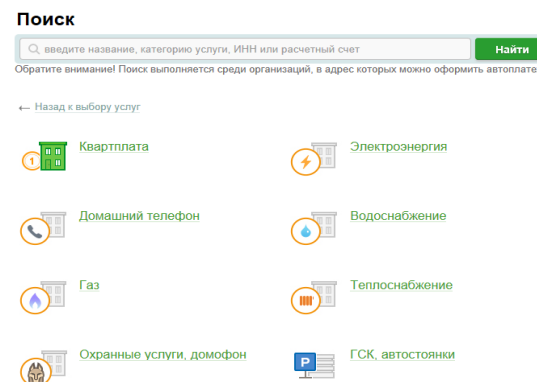 Поиск
введите название, категорию услуги, ИНН или расчетный счет
Найти
Обратите внимание! Поиск выполняется среди организаций, в адрес которых можно оформить автоплате
← Назад к выбору услуг
1
Квартплата
Электроэнергия
Домашний телефон
Водоснабжение
Газ
Теплоснабжение
Охранные услуги, домофон
P
ГСК, автостоянки